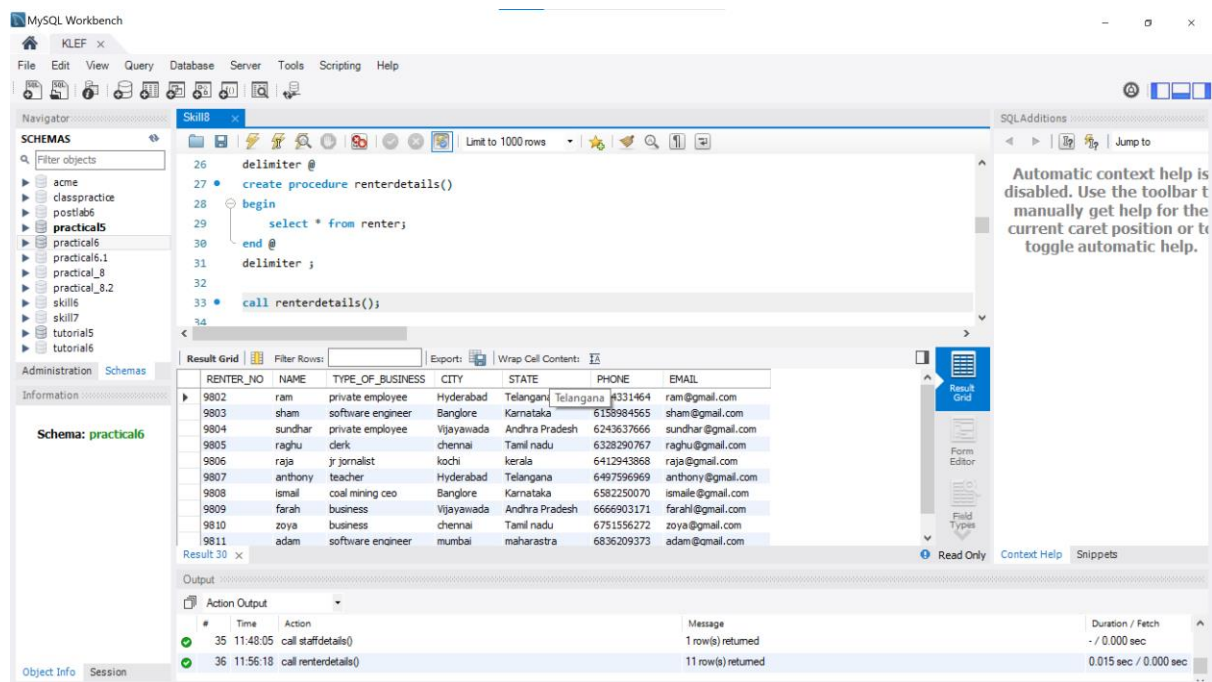 MySQL Workbench
KLEF
File Edit View Query Database Server Tools Scripting Help
Navigator
SCHEMAS
Filter objects
acme
classpractice
postlab6
practical5
practical6
practical6.1
practical_8
practical_8.2
skill6
skill7
tutorial5
tutorial6
Administration Schemas
Information
Schema: practical6
Object Info Session
Skill8
Limit to 1000 rows
26 delimiter @
27 create procedure renterdetails()
28 begin
29 select * from renter;
30 end @
31 delimiter ;
32
33 call renterdetails();
34
Result Grid Filter Rows: Export: Wrap Cell Content:
RENTER_NO NAME TYPE_OF_BUSINESS CITY STATE PHONE EMAIL
9802 ram private employee Hyderabad Telangana Telangana 4331464 ram@gmail.com
9803 sham software engineer Banglore Karnataka 6158984565 sham@gmail.com
9804 sundhar private employee Vijayawada Andhra Pradesh 6243637666 sundhar@gmail.com
9805 raghu clerk chennai Tamil nadu 6328290767 raghu@gmail.com
9806 raja jr jornalist kochi kerala 6412943868 raja@gmail.com
9807 anthony teacher Hyderabad Telangana 6497596969 anthony@gmail.com
9808 ismail coal mining ceo Banglore Karnataka 6582250070 ismaile@gmail.com
9809 farah business Vijayawada Andhra Pradesh 6666903171 farahl@gmail.com
9810 zoya business chennai Tamil nadu 6751556272 zoya@gmail.com
9811 adam software engineer mumbai maharastra 6836209373 adam@gmail.com
Result Grid
Form Editor
Field Types
Result 30 Read Only
Output
Action Output
# Time Action Message Duration / Fetch
35 11:48:05 call staffdetails() 1 row(s) returned - / 0.000 sec
36 11:56:18 call renterdetails() 11 row(s) returned 0.015 sec / 0.000 sec
SQLAdditions
Jump to
Automatic context help is
disabled. Use the toolbar t
manually get help for the
current caret position or to
toggle automatic help.
Context Help Snippets